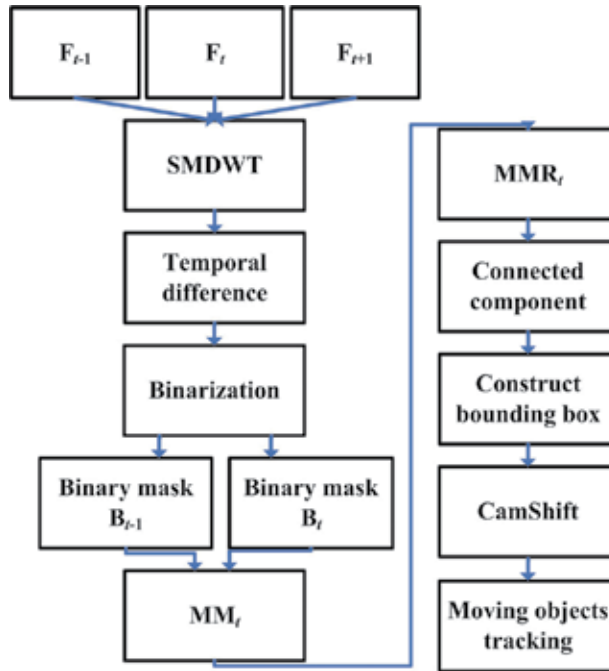 F_{t-1}
F_t
F_{t+1}
SMDWT
Temporal
difference
Binarization
Binary mask
B_{t-1}
Binary mask
B_t
MM_t
MMR_t
Connected
component
Construct
bounding box
CamShift
Moving objects
tracking